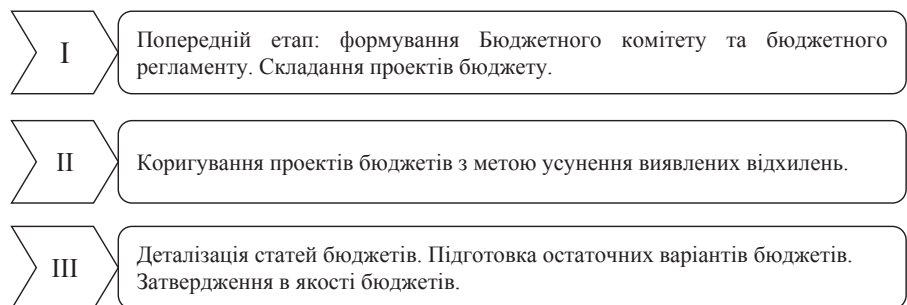 I
Попередній етап: формування Бюджетного комітету та бюджетного
регламенту. Складання проектів бюджету.
II
Коригування проектів бюджетів з метою усунення виявлених відхилень.
III
Деталізація статей бюджетів. Підготовка остаточних варіантів бюджетів.
Затвердження в якості бюджетів.